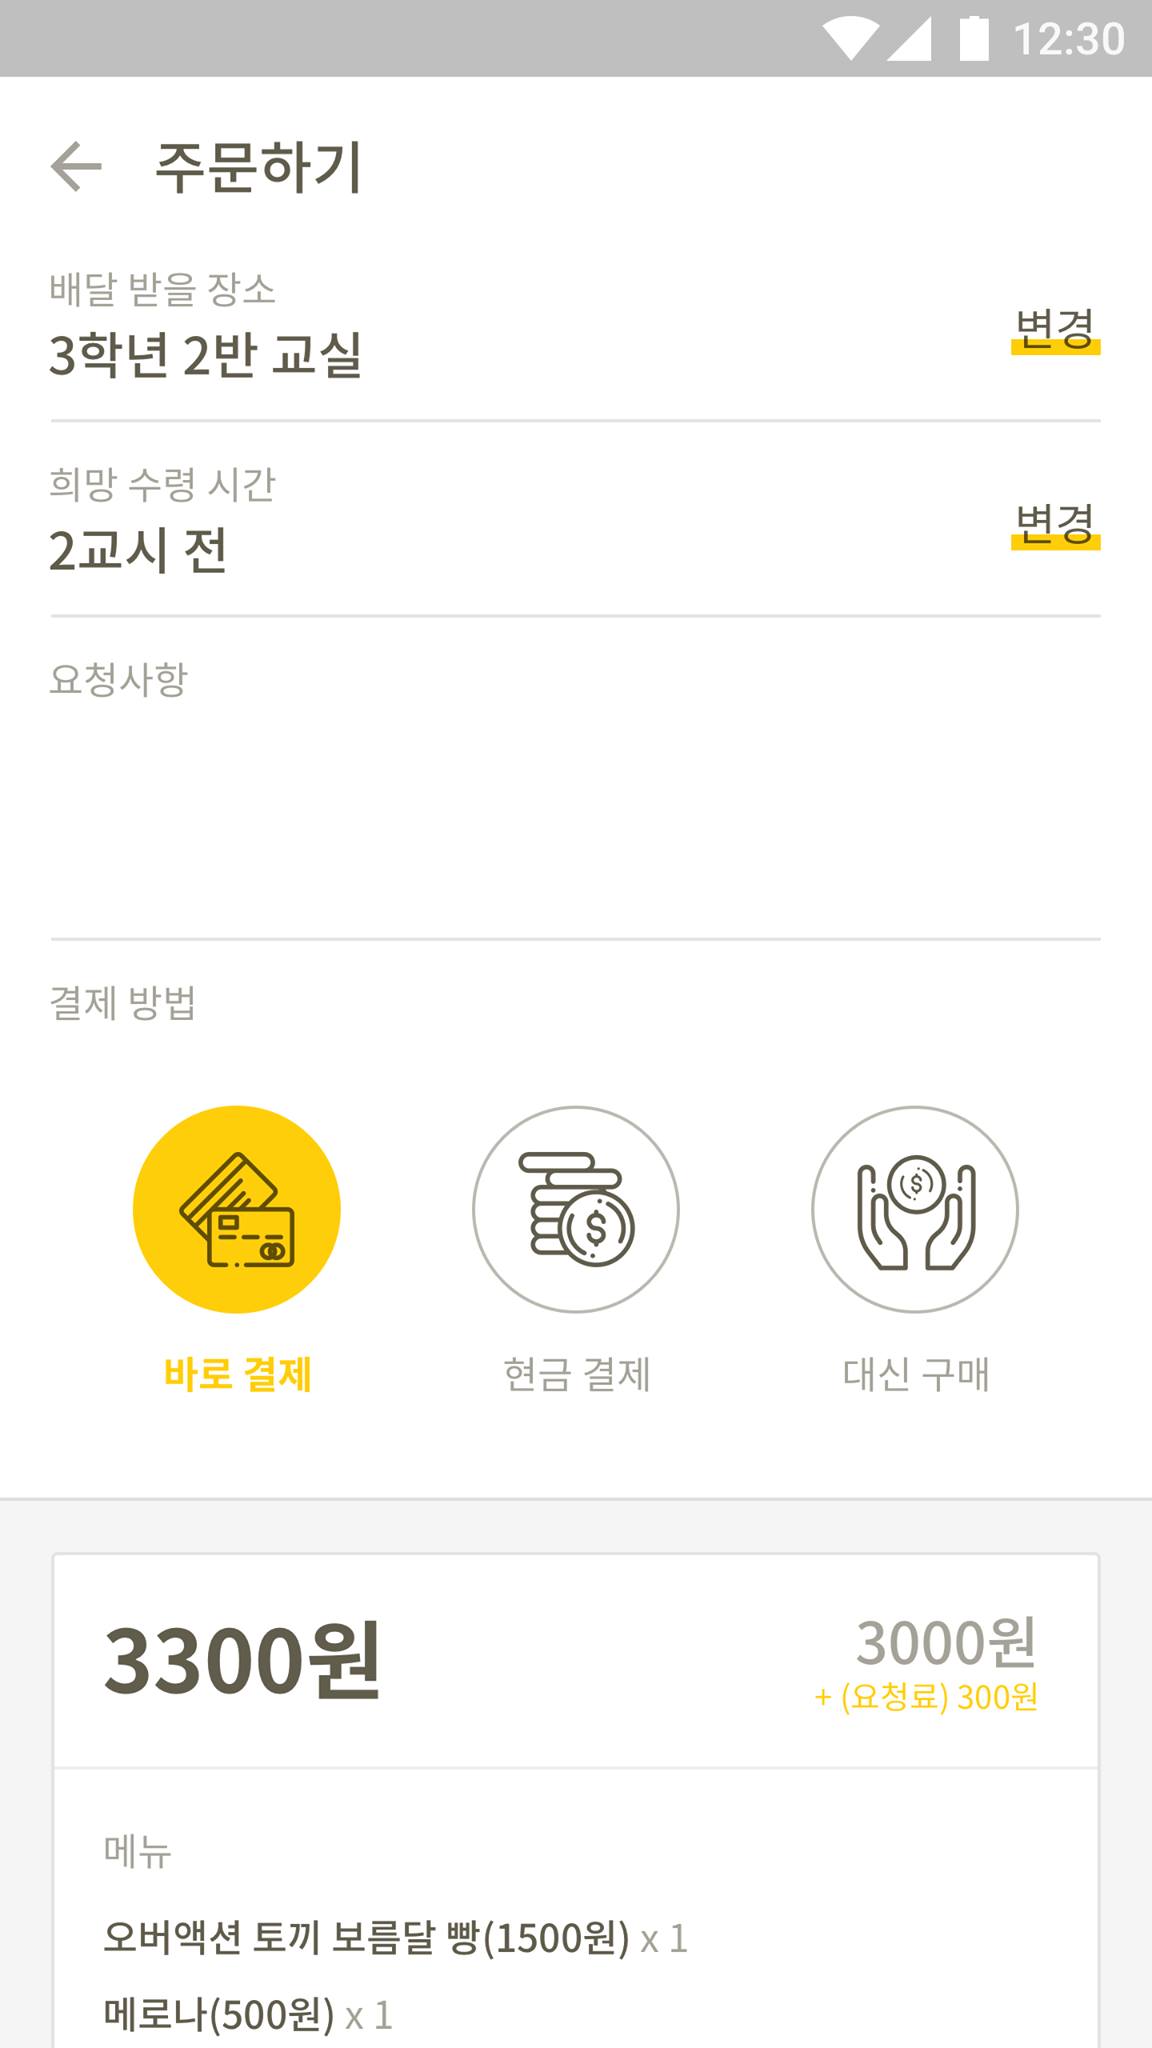 12:30
주문하기
배달 받을 장소
3학년 2반 교실
변경
희망 수령 시간
2교시 전
변경
요청사항
결제 방법
바로 결제
현금 결제
대신 구매
3300원
3000원
+ (요청료) 300원
메뉴
오버액션 토끼 보름달 빵(1500원) x 1
메로나(500원) x 1